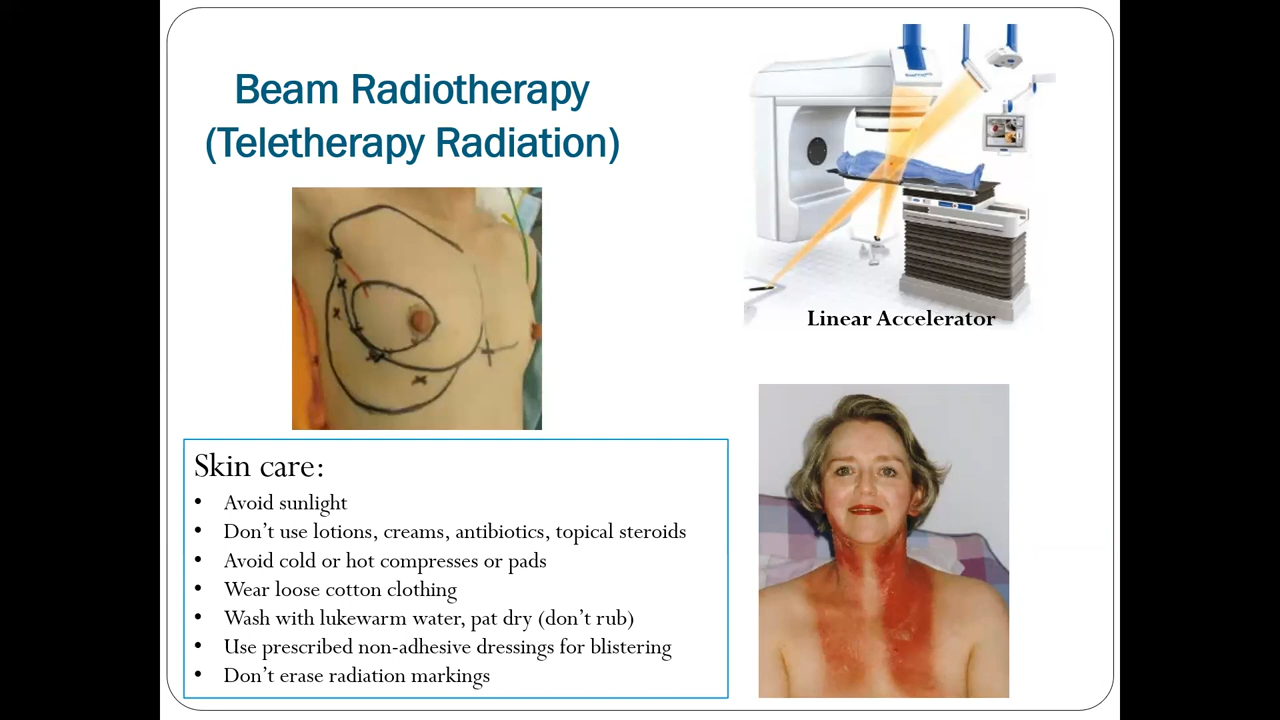 Beam Radiotherapy
(Teletherapy Radiation)
Linear Accelerator
Skin care:
• Avoid sunlight
• Don't use lotions, creams, antibiotics, topical steroids
• Avoid cold or hot compresses or pads
• Wear loose cotton clothing
• Wash with lukewarm water, pat dry (don't rub)
• Use prescribed non-adhesive dressings for blistering
• Don't erase radiation markings